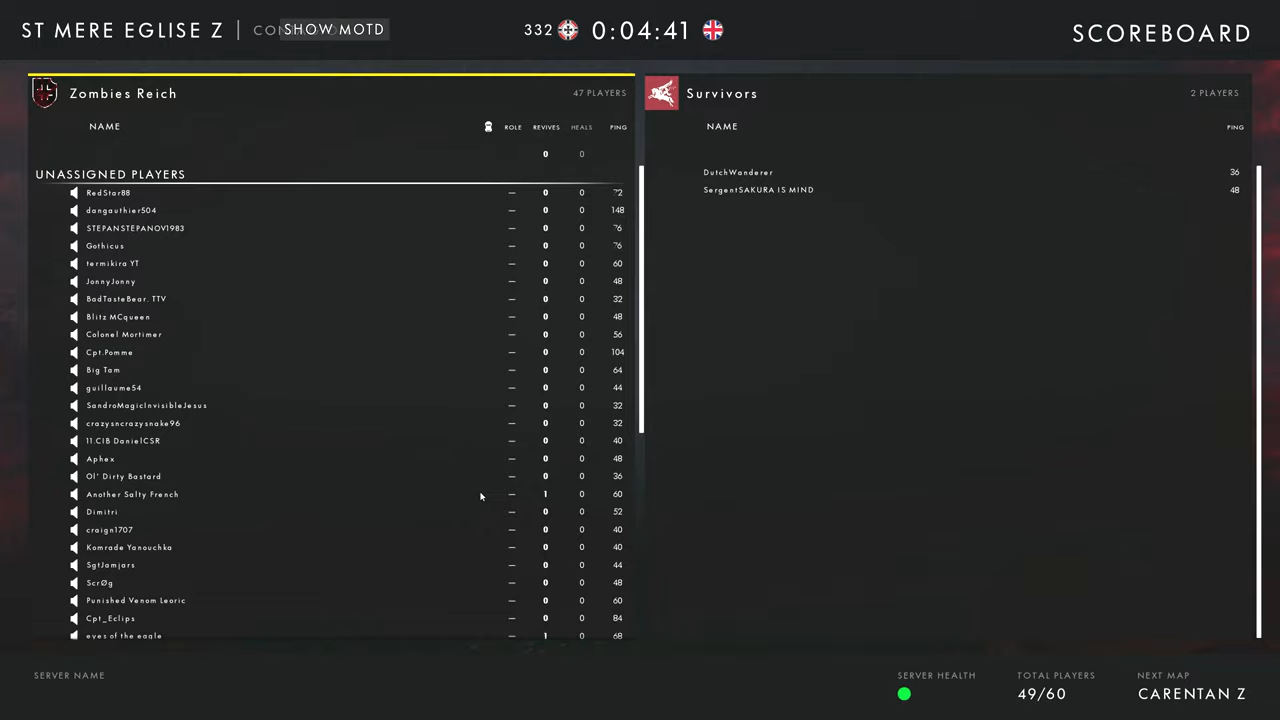 ST MERE EGLISE Z | SHOW MOTD 332 0:04:41 SCOREBOARD
Zombies Reich 47 PLAYERS
NAME ROLE REVIVES HEALS PING
0 0
UNASSIGNED PLAYERS
RedStar88 — 0 0 72
dangauthier504 — 0 0 148
STEPANSTEPANOV1983 — 0 0 76
Gothicus — 0 0 76
termikira YT — 0 0 60
JonnyJonny — 0 0 48
BadTasteBear. TTV — 0 0 32
Blitz MCqueen — 0 0 48
Colonel Mortimer — 0 0 56
Cpt.Pomme — 0 0 104
Big Tam — 0 0 64
guillaume54 — 0 0 44
SandroMagicInvisibleJesus — 0 0 32
crazysncrazysnake96 — 0 0 32
11.CIB DanielCSR — 0 0 40
Aphex — 0 0 48
Ol' Dirty Bastard — 0 0 36
Another Salty French — 1 0 60
Dimitri — 0 0 52
craign1707 — 0 0 40
Komrade Yanouchka — 0 0 40
SgtJamjars — 0 0 44
ScrØg — 0 0 48
Punished Venom Leoric — 0 0 60
Cpt_Eclips — 0 0 84
eyes of the eagle — 1 0 68
Survivors 2 PLAYERS
NAME PING
DutchWanderer 36
SergentSAKURA IS MIND 48
SERVER NAME
SERVER HEALTH
TOTAL PLAYERS
49/60
NEXT MAP
CARENTAN Z